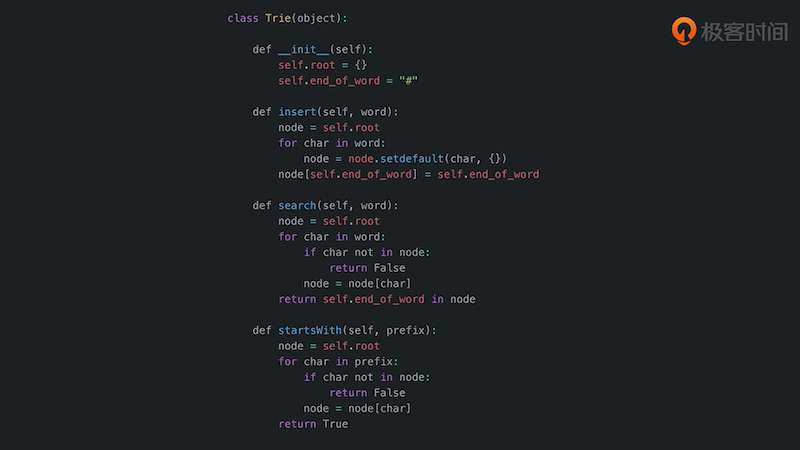 class Trie(object):
极客时间
    def __init__(self):
        self.root = {}
        self.end_of_word = "#"
    def insert(self, word):
        node = self.root
        for char in word:
            node = node.setdefault(char, {})
        node[self.end_of_word] = self.end_of_word
    def search(self, word):
        node = self.root
        for char in word:
            if char not in node:
                return False
            node = node[char]
        return self.end_of_word in node
    def startsWith(self, prefix):
        node = self.root
        for char in prefix:
            if char not in node:
                return False
            node = node[char]
        return True